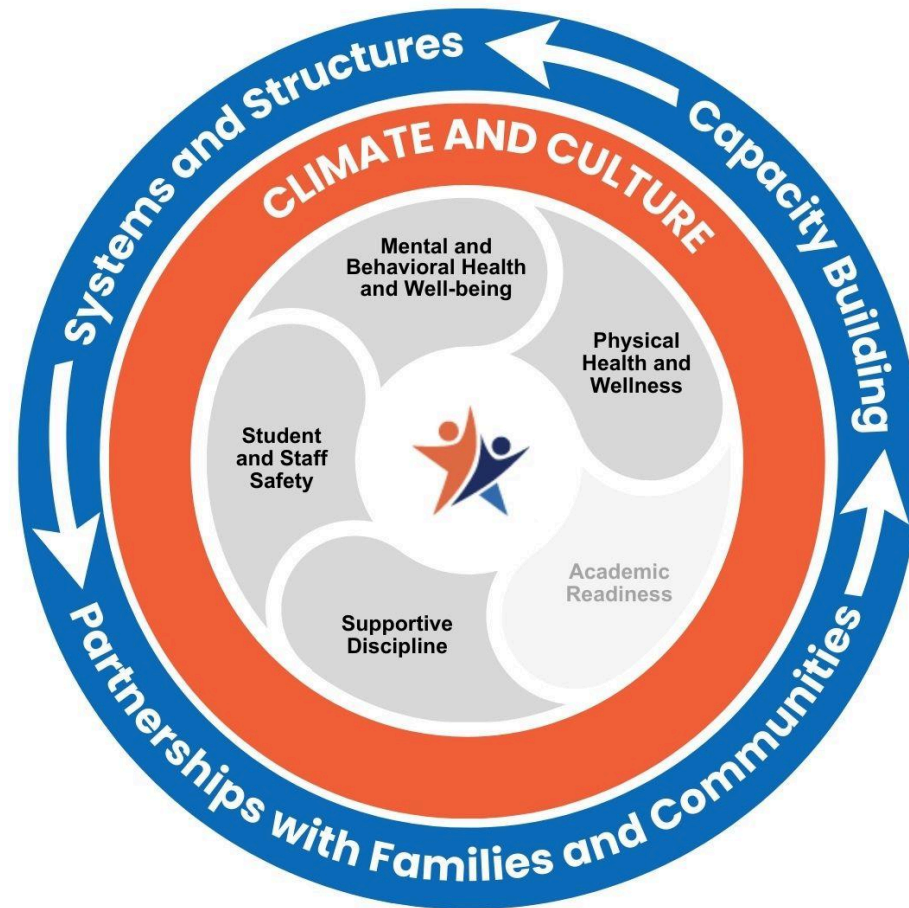 Systems and Structures
Capacity Building
CLIMATE AND CULTURE
Mental and
Behavioral Health
and Well-being
Physical
Health and
Wellness
Student
and Staff
Safety
Academic
Readiness
Supportive
Discipline
Partnerships with Families and Communities